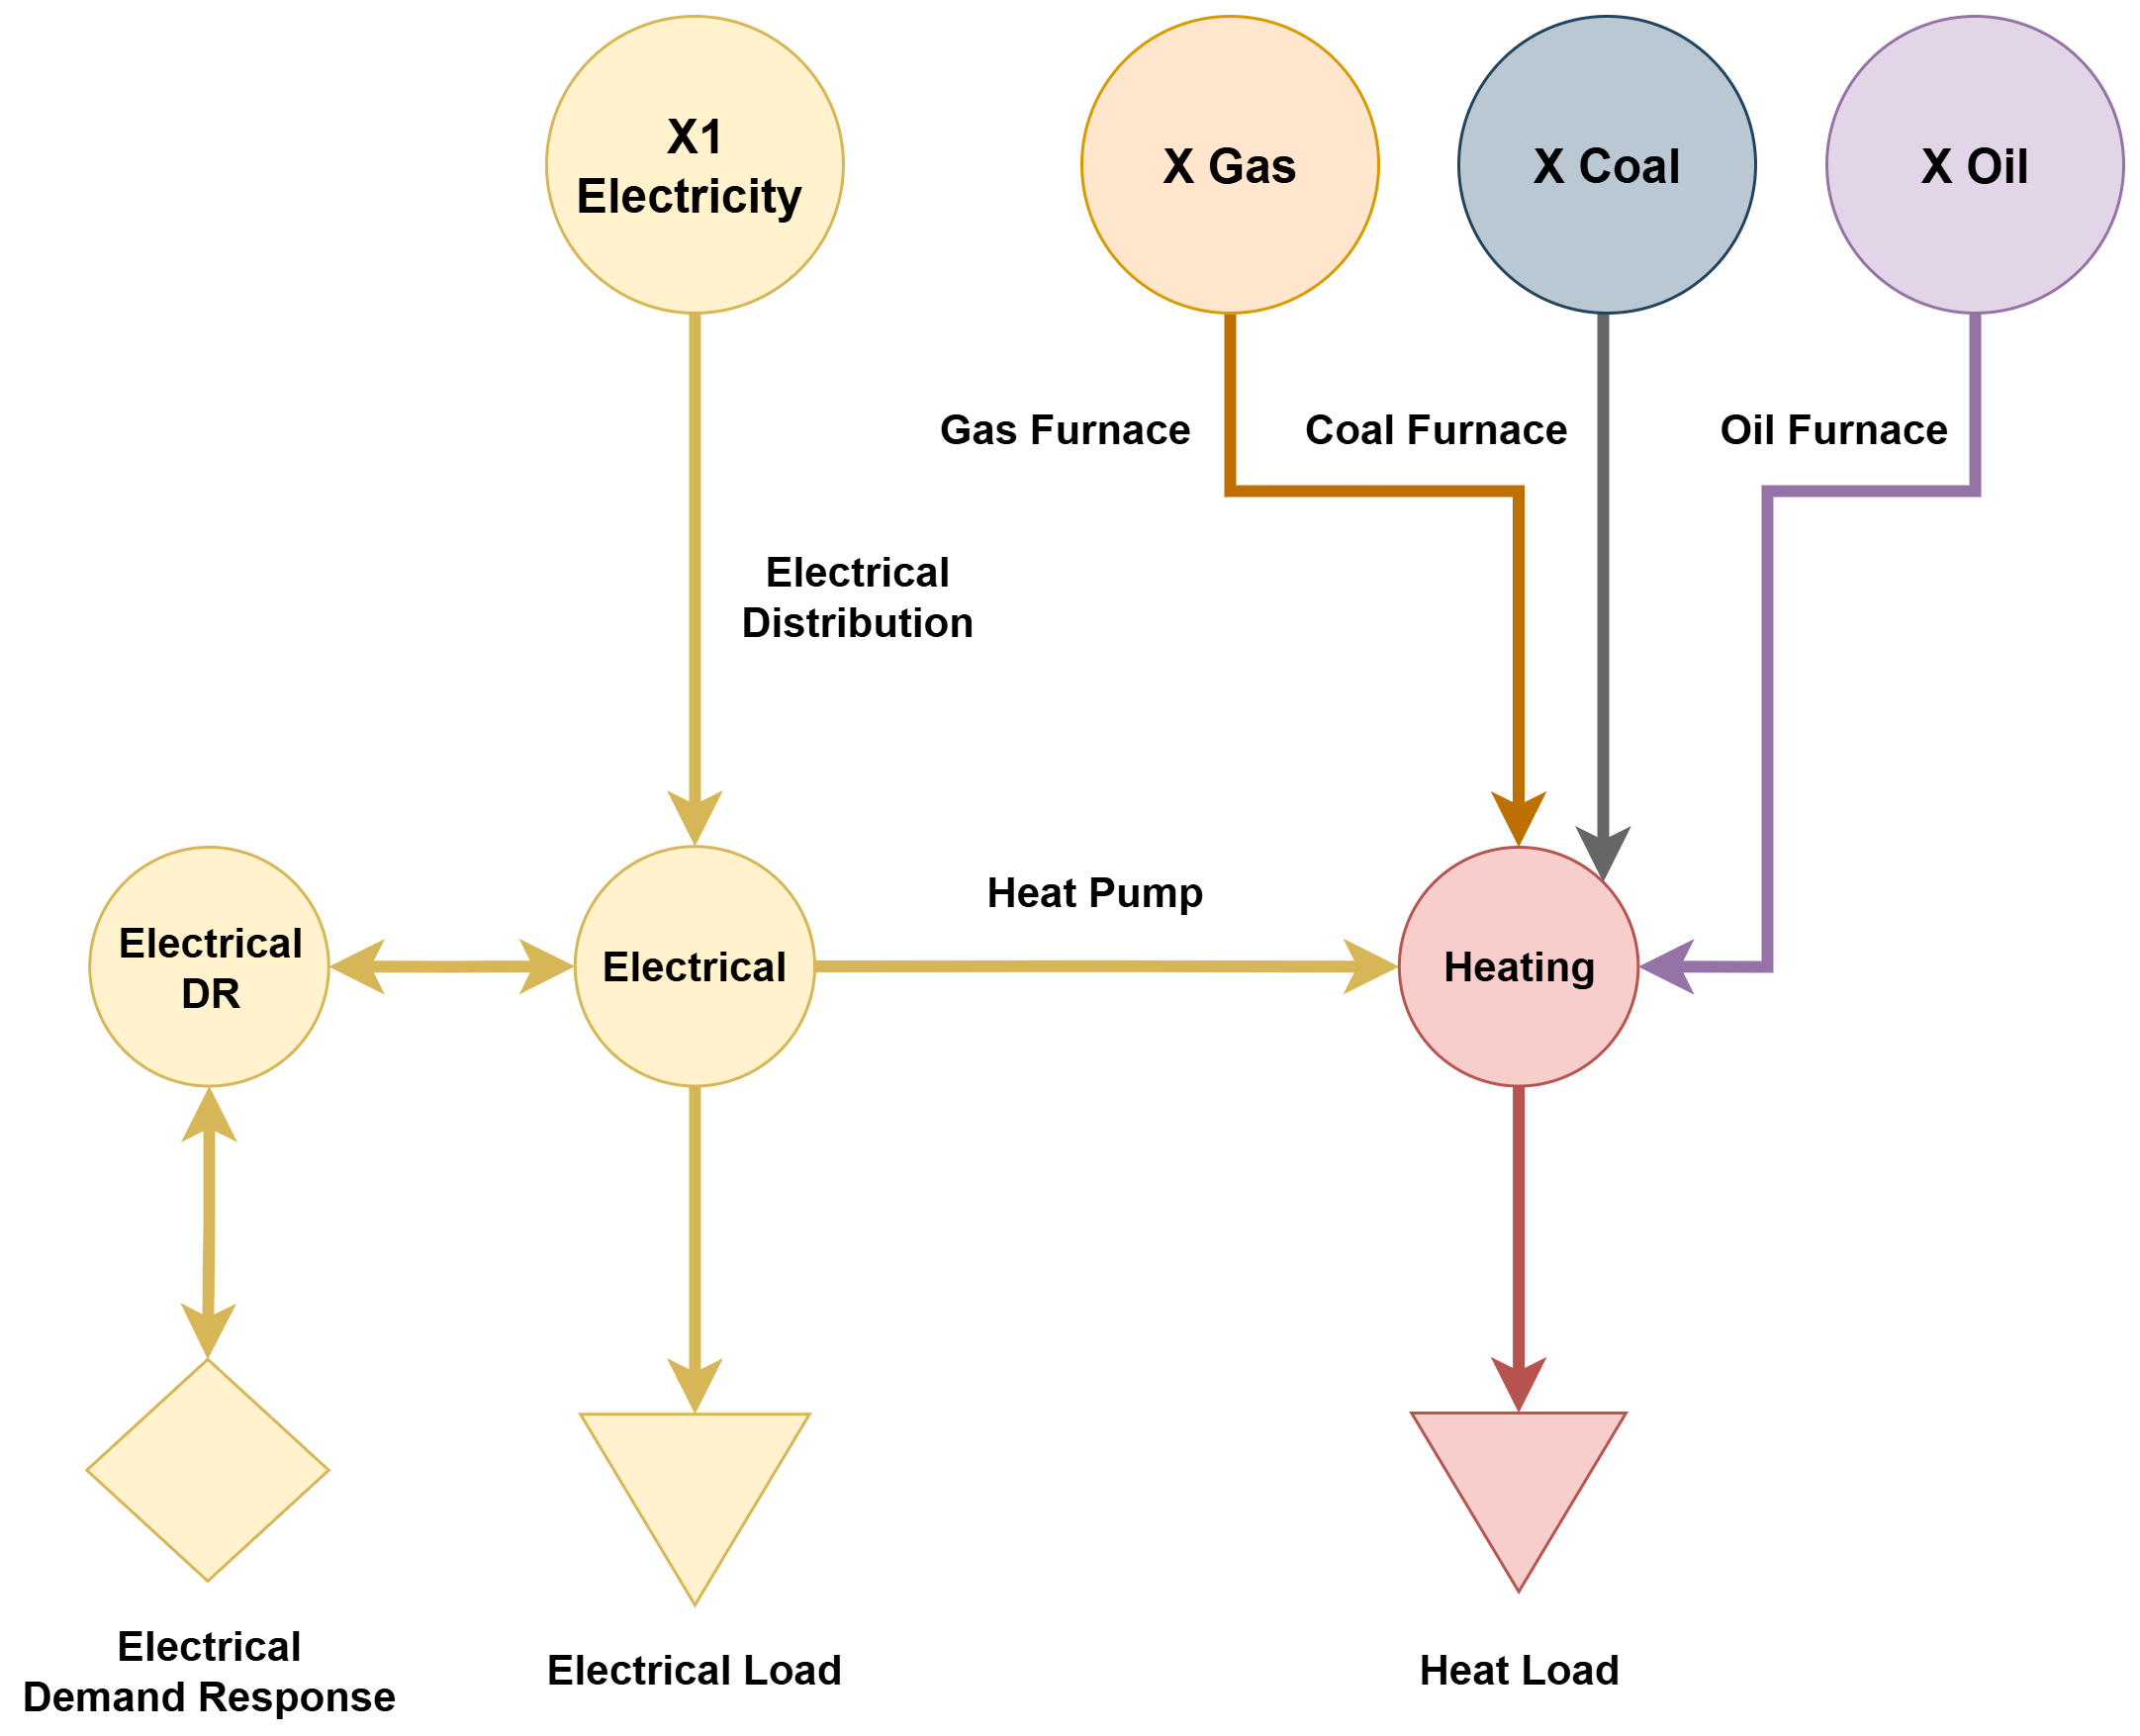 X1
Electricity
X Gas
X Coal
X Oil
Gas Furnace
Coal Furnace
Oil Furnace
Electrical
Distribution
Heat Pump
Electrical
DR
Electrical
Heating
Electrical
Demand Response
Electrical Load
Heat Load